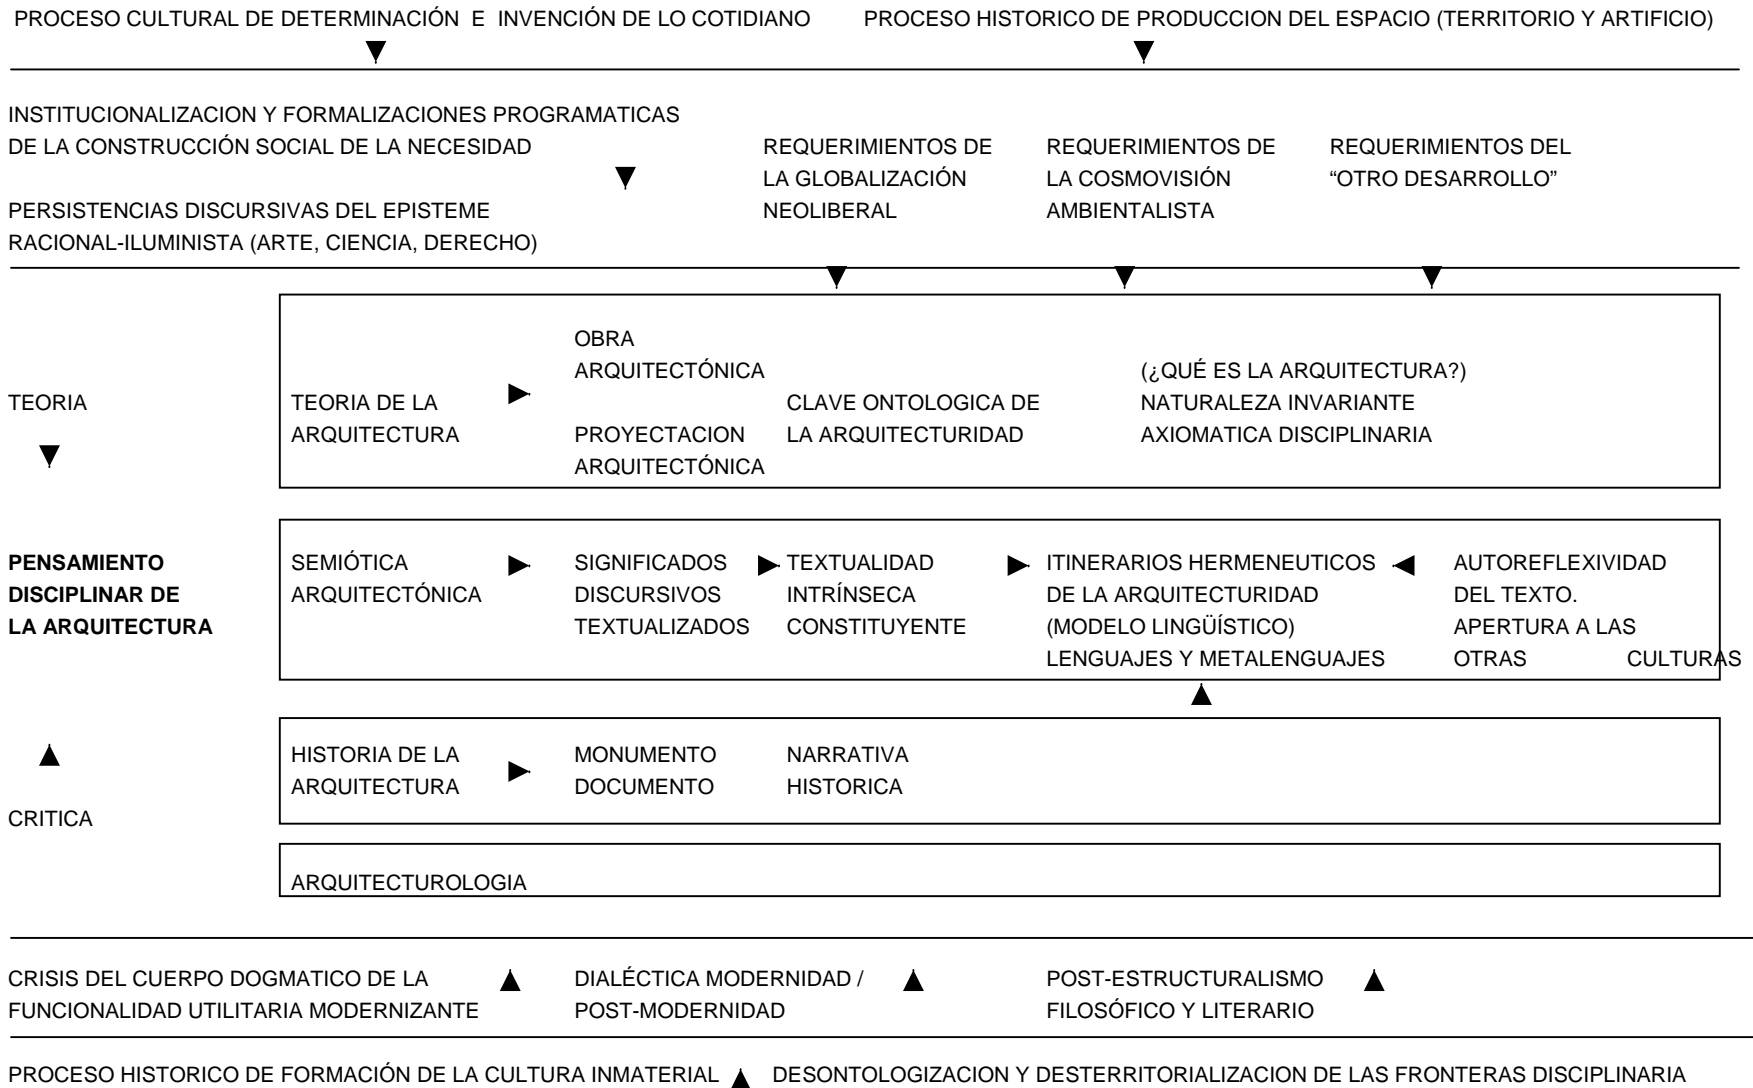 PROCESO CULTURAL DE DETERMINACIÓN E INVENCIÓN DE LO COTIDIANO PROCESO HISTORICO DE PRODUCCION DEL ESPACIO (TERRITORIO Y ARTIFICIO)
INSTITUCIONALIZACION Y FORMALIZACIONES PROGRAMATICAS
DE LA CONSTRUCCIÓN SOCIAL DE LA NECESIDAD
PERSISTENCIAS DISCURSIVAS DEL EPISTEME
RACIONAL-ILUMINISTA (ARTE, CIENCIA, DERECHO)
REQUERIMIENTOS DE
LA GLOBALIZACIÓN
NEOLIBERAL
REQUERIMIENTOS DE
LA COSMOVISIÓN
AMBIENTALISTA
REQUERIMIENTOS DEL
“OTRO DESARROLLO”
TEORIA
TEORIA DE LA
ARQUITECTURA
OBRA
ARQUITECTÓNICA
PROYECTACION
ARQUITECTÓNICA
CLAVE ONTOLOGICA DE
LA ARQUITECTURIDAD
(¿QUÉ ES LA ARQUITECTURA?)
NATURALEZA INVARIANTE
AXIOMATICA DISCIPLINARIA
PENSAMIENTO
DISCIPLINAR DE
LA ARQUITECTURA
SEMIÓTICA
ARQUITECTÓNICA
SIGNIFICADOS
DISCURSIVOS
TEXTUALIZADOS
TEXTUALIDAD
INTRÍNSECA
CONSTITUYENTE
ITINERARIOS HERMENEUTICOS
DE LA ARQUITECTURIDAD
(MODELO LINGÜÍSTICO)
LENGUAJES Y METALENGUAJES
AUTOREFLEXIVIDAD
DEL TEXTO.
APERTURA A LAS
OTRAS CULTURAS
HISTORIA DE LA
ARQUITECTURA
MONUMENTO
DOCUMENTO
NARRATIVA
HISTORICA
CRITICA
ARQUITECTUROLOGIA
CRISIS DEL CUERPO DOGMATICO DE LA
FUNCIONALIDAD UTILITARIA MODERNIZANTE
DIALÉCTICA MODERNIDAD /
POST-MODERNIDAD
POST-ESTRUCTURALISMO
FILOSÓFICO Y LITERARIO
PROCESO HISTORICO DE FORMACIÓN DE LA CULTURA INMATERIAL DESONTOLOGIZACION Y DESTERRITORIALIZACION DE LAS FRONTERAS DISCIPLINARIA